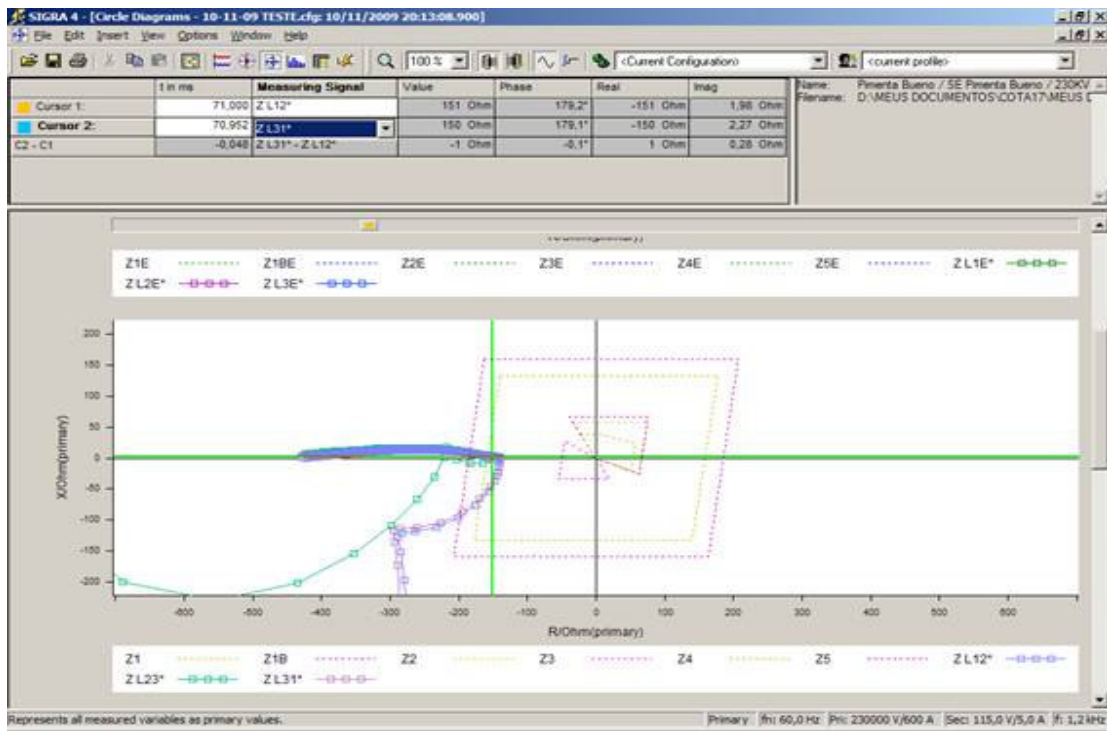 SIGRA 4 - [Circle Diagrams - 10-11-09 TESTE.cfg: 10/11/2009 20:13:08.900]
File Edit Insert View Options Window Help
100 % <Current Configuration> <current profile>
t in ms Measuring Signal Value Phase Real Imag
Cursor 1: 71,000 Z L12* 151 Ohm 179,2° -151 Ohm 1,98 Ohm
Cursor 2: 70,952 Z L31* 150 Ohm 179,1° -150 Ohm 2,27 Ohm
C2 - C1 -0,048 Z L31* - Z L12* -1 Ohm -0,1° 1 Ohm 0,28 Ohm
Name: Pimenta Bueno / SE Pimenta Bueno / 230KV
Filename: D:\MEUS DOCUMENTOS\COTA17\MEUS D
Z1E Z1BE Z2E Z3E Z4E Z5E Z L1E*
Z L2E* Z L3E*
X/Ohm(primary)
200
150
100
50
0
-50
-100
-150
-200
-600 -500 -400 -300 -200 -100 0 100 200 300 400 500 600
R/Ohm(primary)
Z1 Z1B Z2 Z3 Z4 Z5 Z L12*
Z L23* Z L31*
Represents all measured variables as primary values.
Primary fn: 60,0 Hz Pri: 230000 V/600 A Sec: 115,0 V/5,0 A f: 1,2 kHz